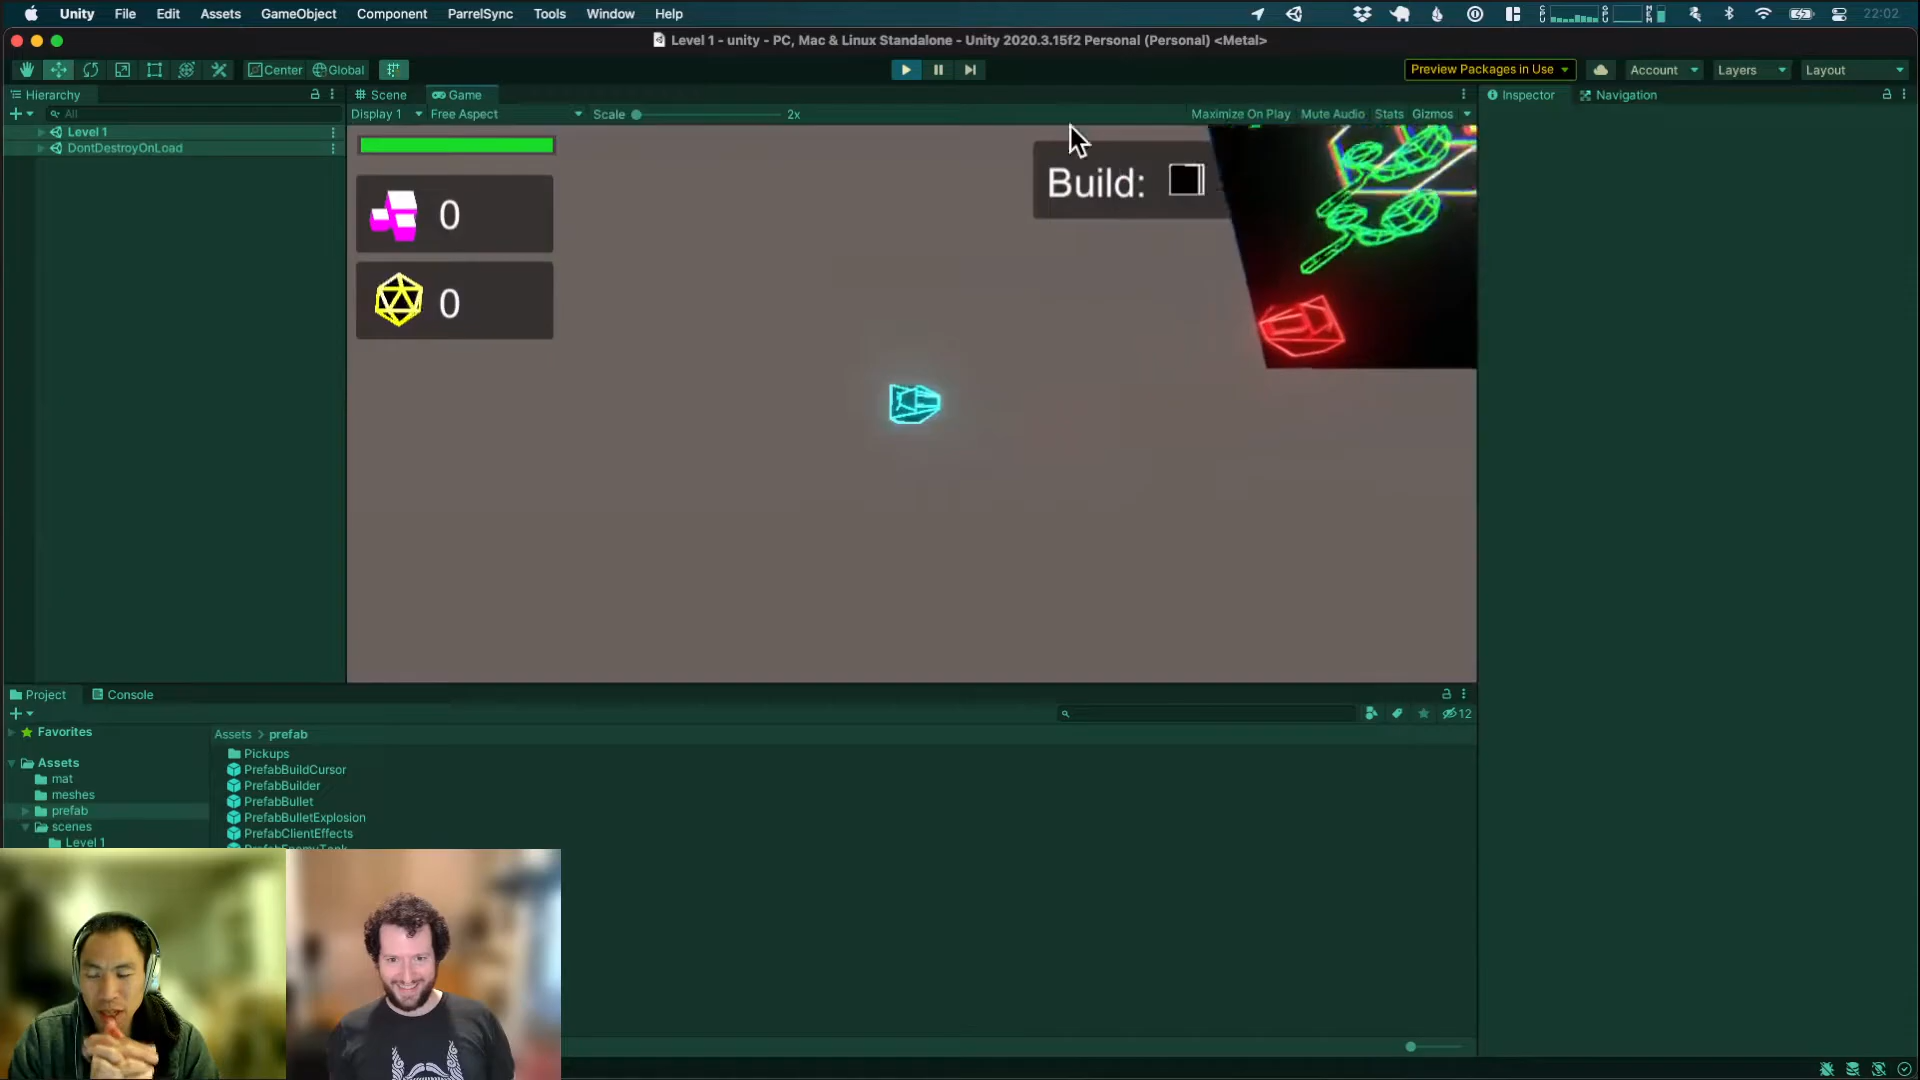 Unity File Edit Assets GameObject Component ParrelSync Tools Window Help 22:02
Level 1 - unity - PC, Mac & Linux Standalone - Unity 2020.3.15f2 Personal (Personal) <Metal>
Center Global Preview Packages in Use Account Layers Layout
Hierarchy Scene Game Inspector Navigation
All Display 1 Free Aspect Scale 2x Maximize On Play Mute Audio Stats Gizmos
Level 1
DontDestroyOnLoad
Build:
0
0
Project Console
12
Favorites
Assets > prefab
Pickups
Assets
PrefabBuildCursor
mat
PrefabBuilder
meshes
PrefabBullet
prefab
PrefabBulletExplosion
scenes
PrefabClientEffects
Level 1
PrefabEnemyTank